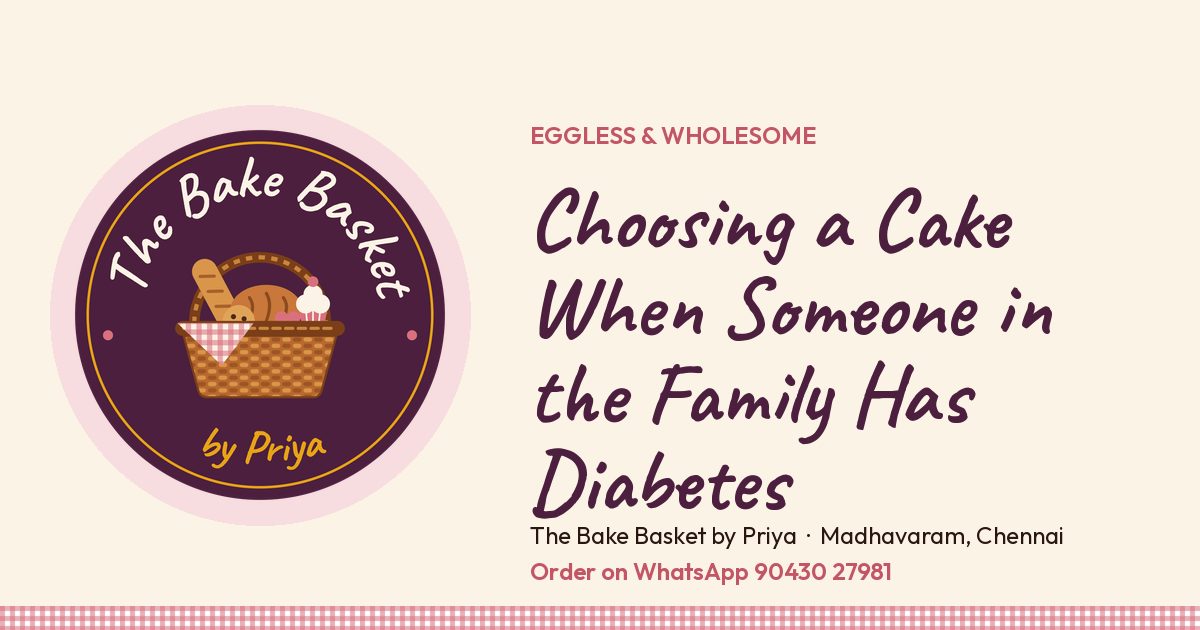 The Bake Basket
by Priya
EGGLESS & WHOLESOME
Choosing a Cake
When Someone in
the Family Has
Diabetes
The Bake Basket by Priya · Madhavaram, Chennai
Order on WhatsApp 90430 27981